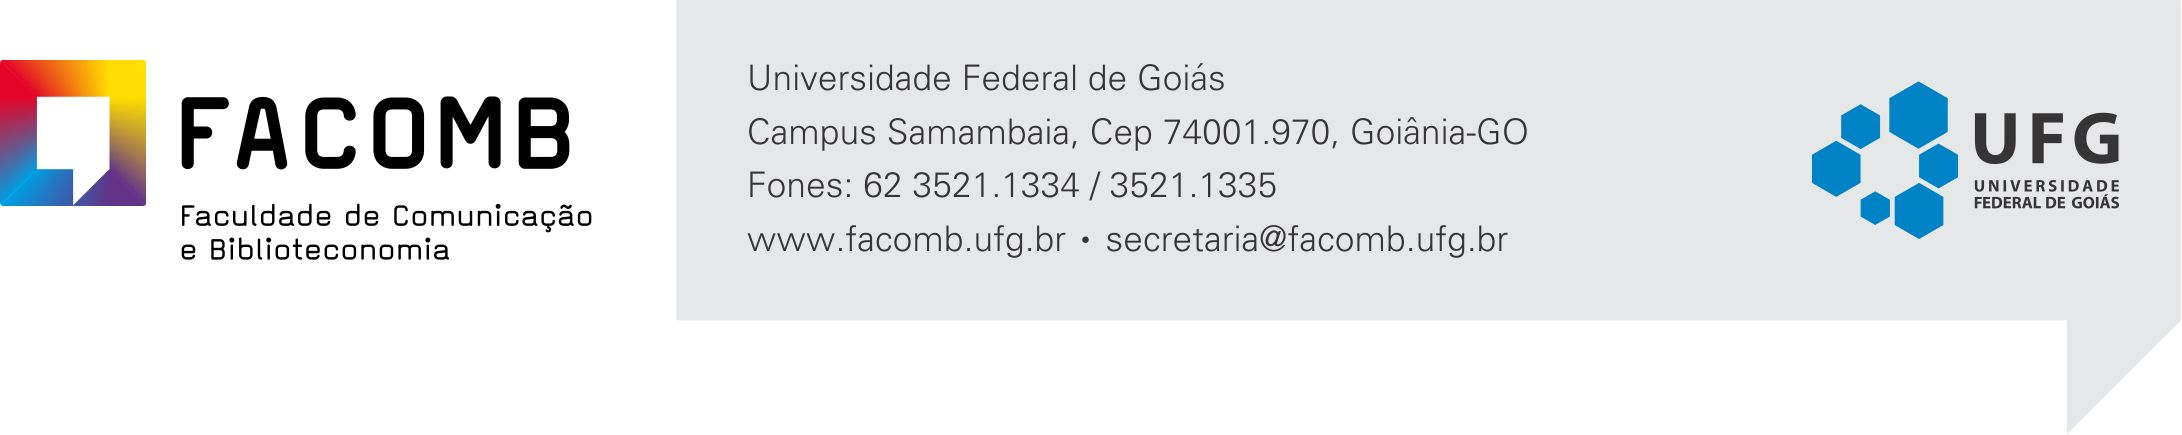 FACOMB
Faculdade de Comunicação
e Biblioteconomia
Universidade Federal de Goiás
Campus Samambaia, Cep 74001.970, Goiânia-GO
Fones: 62 3521.1334 / 3521.1335
www.facomb.ufg.br • secretaria@facomb.ufg.br
UFG
UNIVERSIDADE
FEDERAL DE GOIÁS